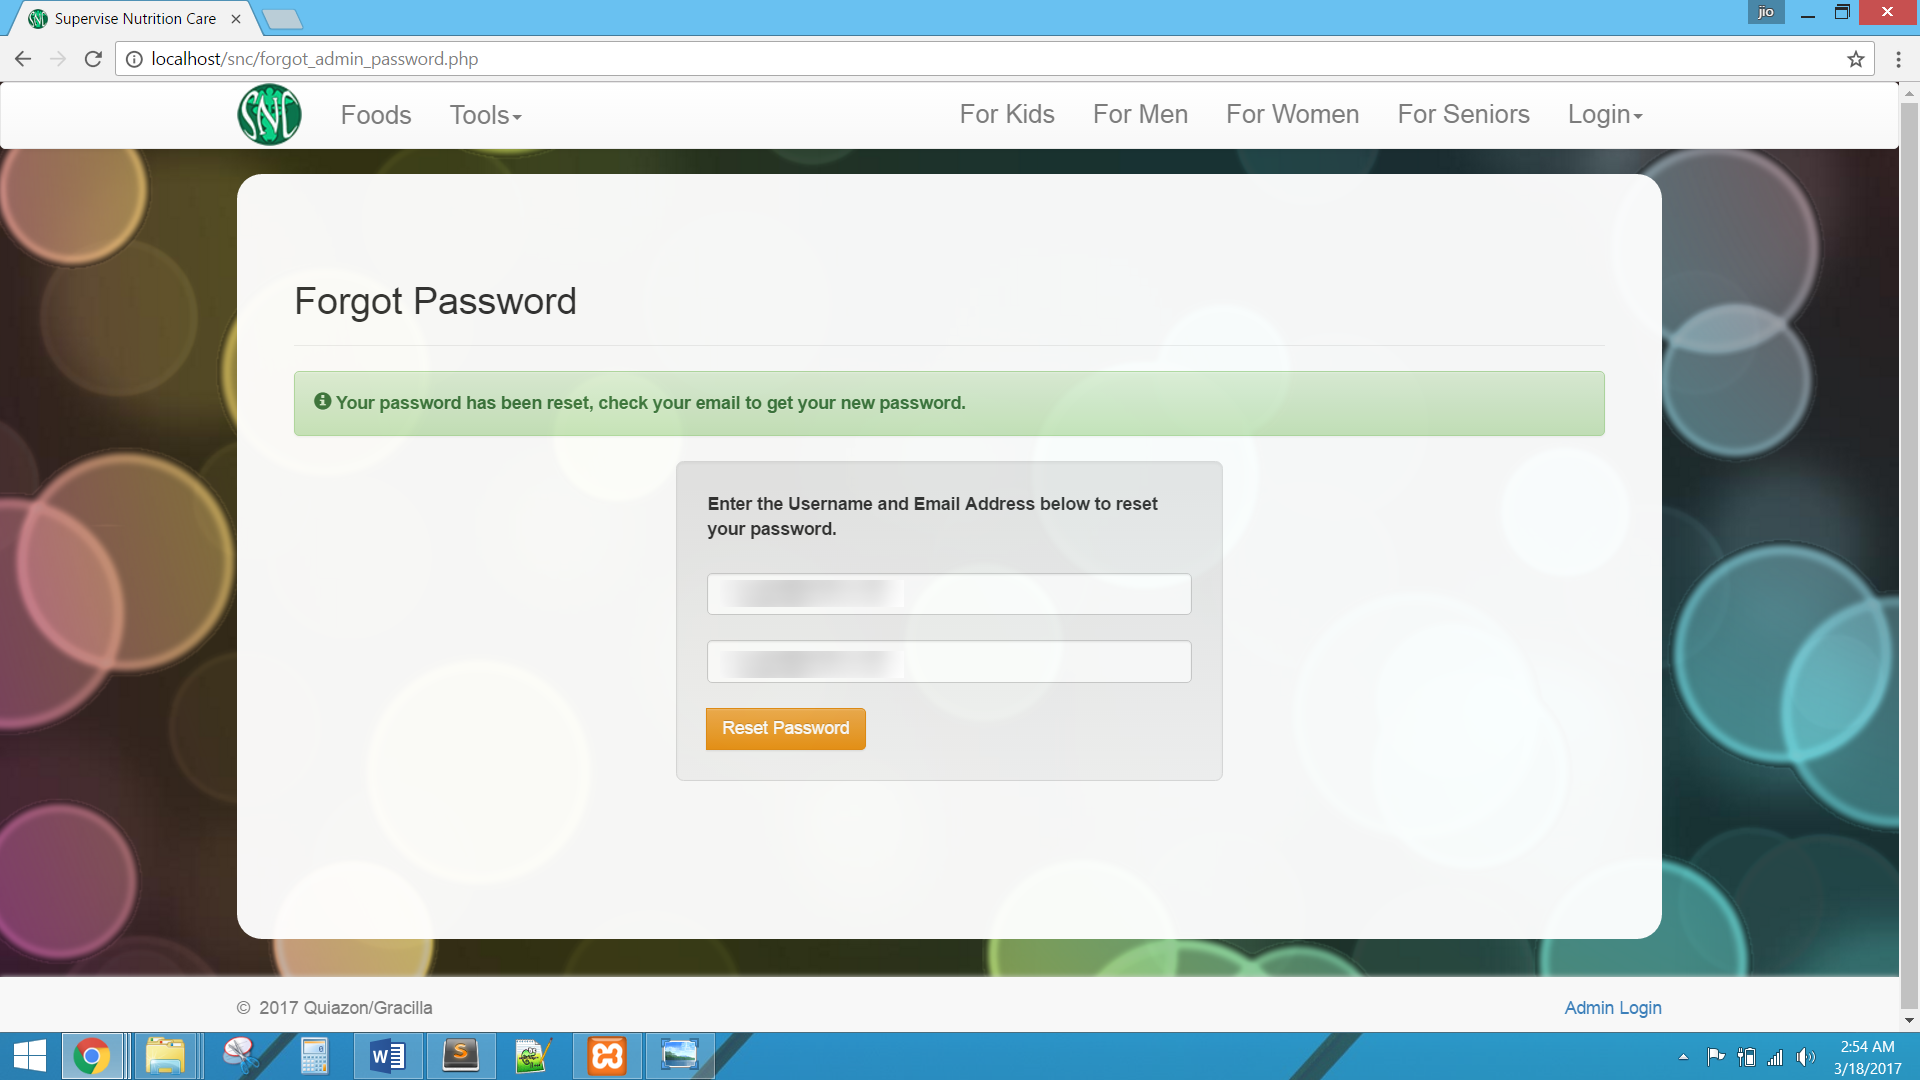 Supervise Nutrition Care
jio
localhost/snc/forgot_admin_password.php
SNC
Foods
Tools
For Kids
For Men
For Women
For Seniors
Login
Forgot Password
Your password has been reset, check your email to get your new password.
Enter the Username and Email Address below to reset
your password.
Reset Password
© 2017 Quiazon/Gracilla
Admin Login
2:54 AM
3/18/2017